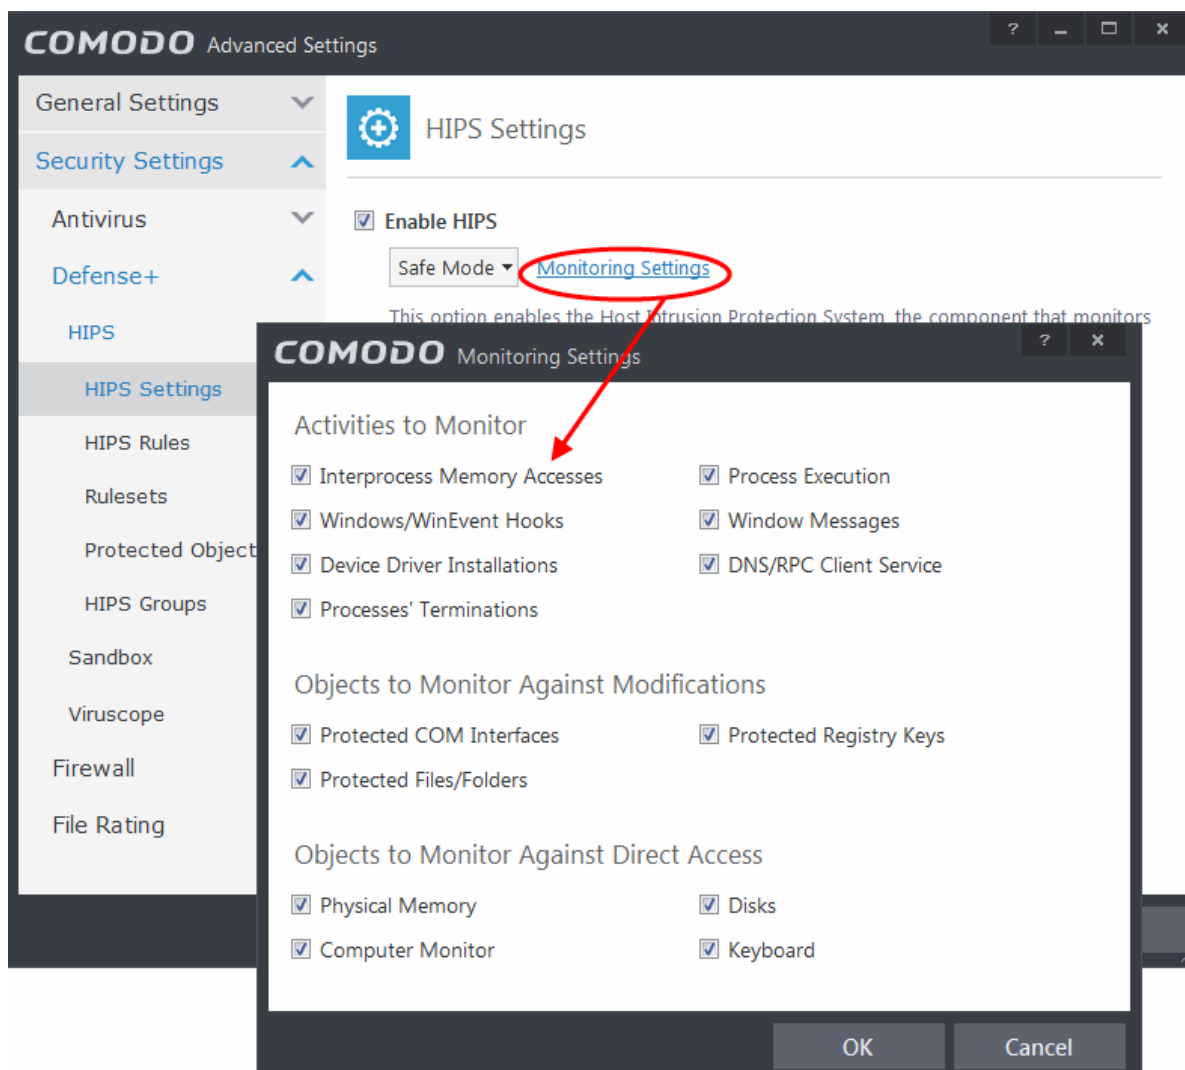 COMODO Advanced Settings
?
General Settings
Security Settings
Antivirus
Defense+
HIPS
HIPS Settings
HIPS Rules
Rulesets
Protected Object
HIPS Groups
Sandbox
Viruscope
Firewall
File Rating
HIPS Settings
Enable HIPS
Safe Mode Monitoring Settings
This option enables the Host Intrusion Protection System, the component that monitors
COMODO Monitoring Settings
?
Activities to Monitor
Interprocess Memory Accesses Process Execution
Windows/WinEvent Hooks Window Messages
Device Driver Installations DNS/RPC Client Service
Processes' Terminations
Objects to Monitor Against Modifications
Protected COM Interfaces Protected Registry Keys
Protected Files/Folders
Objects to Monitor Against Direct Access
Physical Memory Disks
Computer Monitor Keyboard
OK Cancel